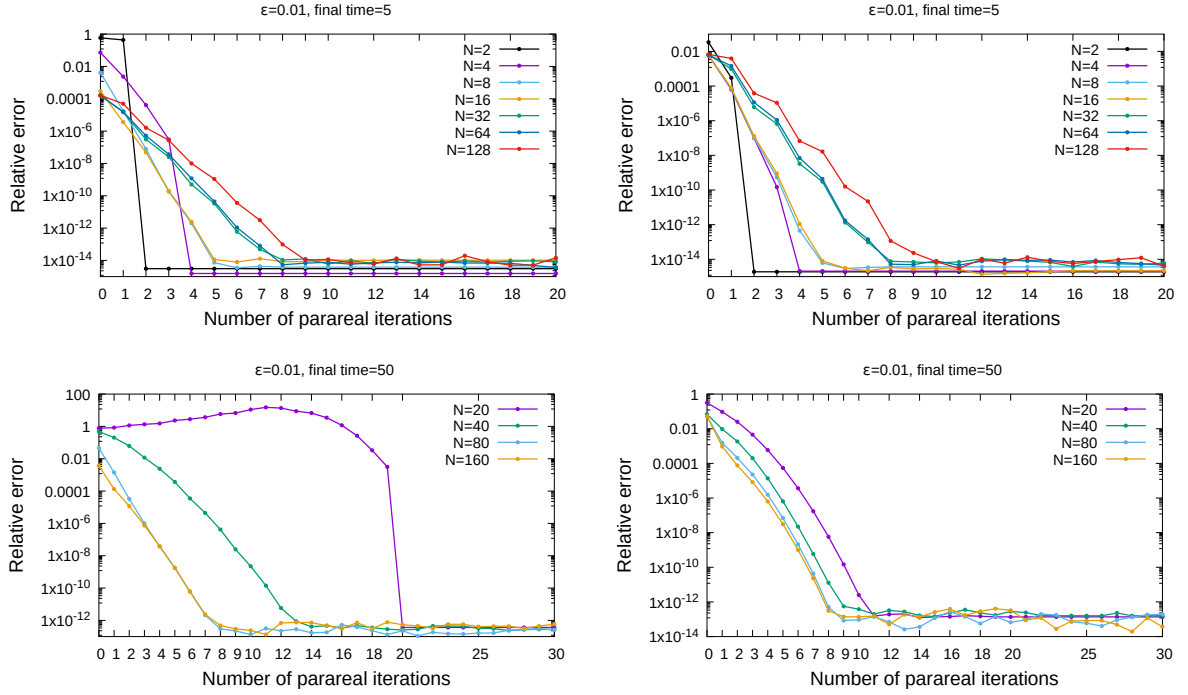 ε=0.01, final time=5
Relative error
1
0.01
0.0001
1x10-6
1x10-8
1x10-10
1x10-12
1x10-14
N=2
N=4
N=8
N=16
N=32
N=64
N=128
0 1 2 3 4 5 6 7 8 9 10 12 14 16 18 20
Number of parareal iterations
ε=0.01, final time=5
Relative error
0.01
0.0001
1x10-6
1x10-8
1x10-10
1x10-12
1x10-14
N=2
N=4
N=8
N=16
N=32
N=64
N=128
0 1 2 3 4 5 6 7 8 9 10 12 14 16 18 20
Number of parareal iterations
ε=0.01, final time=50
Relative error
100
1
0.01
0.0001
1x10-6
1x10-8
1x10-10
1x10-12
N=20
N=40
N=80
N=160
0 1 2 3 4 5 6 7 8 9 10 12 14 16 18 20 25 30
Number of parareal iterations
ε=0.01, final time=50
Relative error
1
0.01
0.0001
1x10-6
1x10-8
1x10-10
1x10-12
1x10-14
N=20
N=40
N=80
N=160
0 1 2 3 4 5 6 7 8 9 10 12 14 16 18 20 25 30
Number of parareal iterations